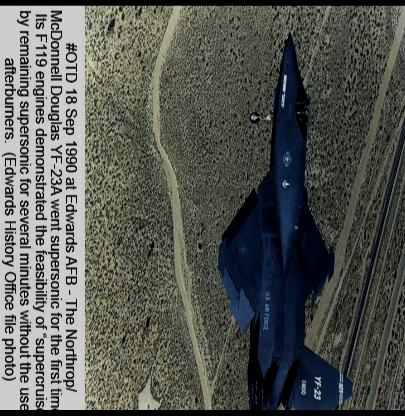 #OTD 18 Sep 1990 at Edwards AFB - The Northrop/
McDonnell Douglas YF-23A went supersonic for the first tim
Its F119 engines demonstrated the feasibility of 'supercruis
by remaining supersonic for several minutes without the use
afterburners. (Edwards History Office file photo)
U.S. AIR FORCE
YF-23